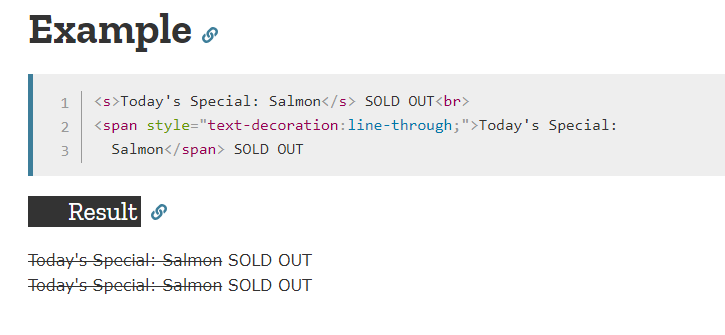 Example
1 <s>Today's Special: Salmon</s> SOLD OUT<br>
2 <span style="text-decoration:line-through;">Today's Special:
3 Salmon</span> SOLD OUT
Result
Today's Special: Salmon SOLD OUT
Today's Special: Salmon SOLD OUT